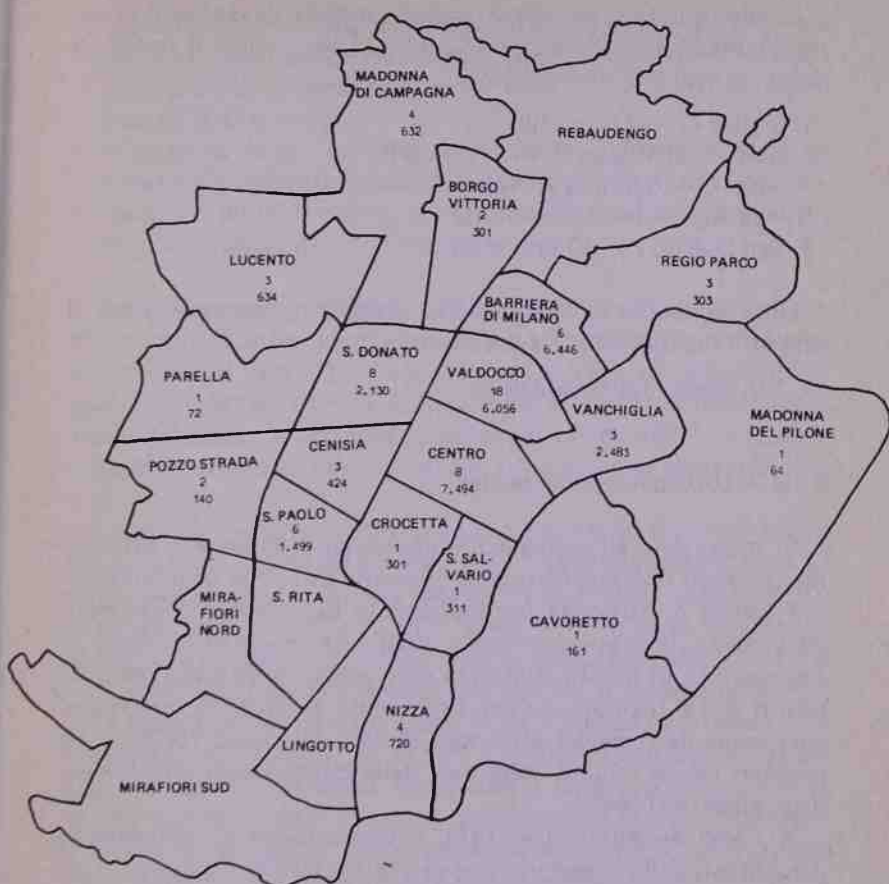 MADONNA
DI CAMPAGNA
4
632
REBAUDENGO
BORGO
VITTORIA
2
301
LUCENTO
3
634
REGIO PARCO
3
303
BARRIERA
DI MILANO
6
6.446
S. DONATO
8
2.130
VALDOCCO
18
6.056
PARELLA
1
72
VANCHIGLIA
3
2.483
MADONNA
DEL PILONE
1
64
CENISIA
3
424
CENTRO
8
7.494
POZZO STRADA
2
140
S. PAOLO
6
1.499
CROCETTA
1
301
S. SAL-
VARIO
1
311
MIRA-
FIORI
NORD
S. RITA
CAVORETTO
1
161
NIZZA
4
720
LINGOTTO
MIRAFIORI SUD